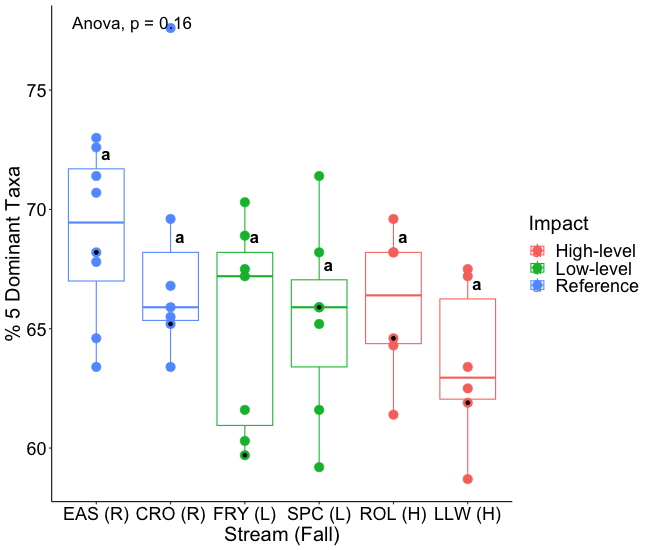 Anova, p = 0.16
% 5 Dominant Taxa
75
70
65
60
a
a
a
a
a
a
EAS (R) CRO (R) FRY (L) SPC (L) ROL (H) LLW (H)
Stream (Fall)
Impact
High-level
Low-level
Reference